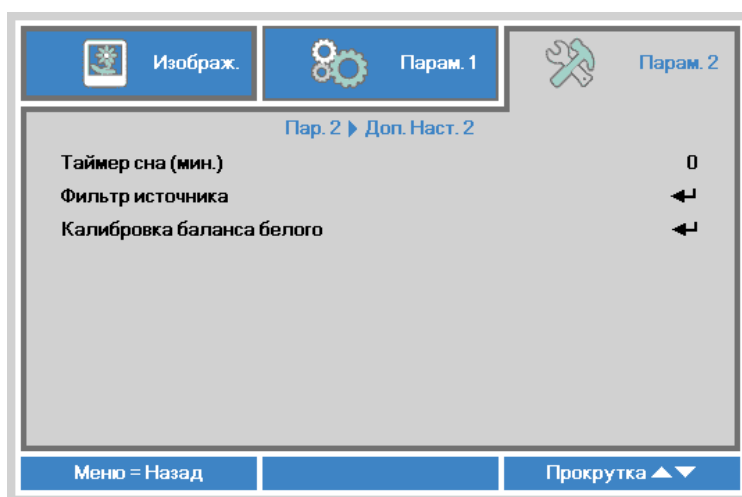 Изображ.
Парам. 1
Парам. 2
Пар. 2 ▶ Доп. Наст. 2
Таймер сна (мин.) 0
Фильтр источника
Калибровка баланса белого
Меню = Назад
Прокрутка ▲▼